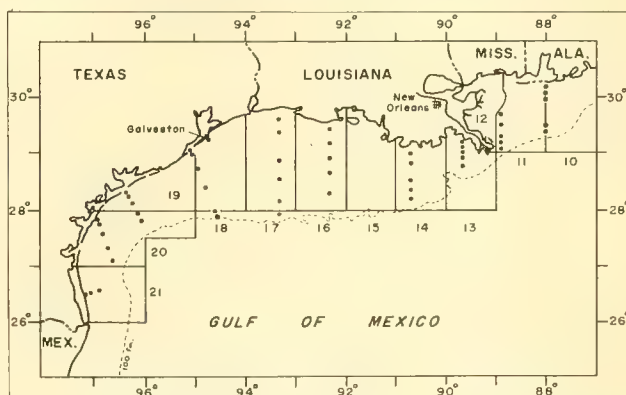 96° 94° 92° 90° 88°
TEXAS LOUISIANA MISS. ALA.
30° 30°
New Orleans
Galveston
12
11 10
19
28° 28°
18 17 16 15 14 13
20
21
26° 26°
MEX.
GULF OF MEXICO
100 fm.
96° 94° 92° 90° 88°